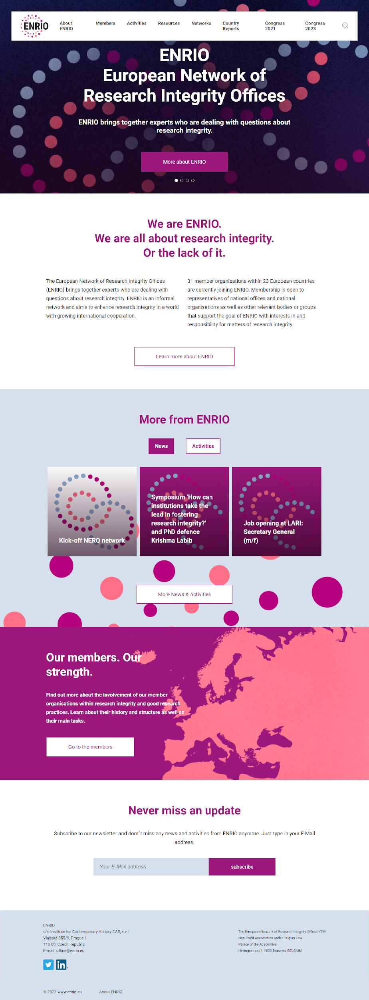 ENRIO
About
ENRIO
Members
Activities
Resources
Networks
Country
Reports
Congress
2021
Congress
2023
ENRIO
European Network of
Research Integrity Offices
ENRIO brings together experts who are dealing with questions about
research integrity.
More about ENRIO
We are ENRIO.
We are all about research integrity.
Or the lack of it.
The European Network of Research Integrity Offices
(ENRIO) brings together experts who are dealing with
questions about research integrity. ENRIO is an informal
network and aims to enhance research integrity in a world
with growing international cooperation.
31 member organisations within 23 European countries
are currently joining ENRIO. Membership is open to
representatives of national offices and national
organisations as well as other relevant bodies or groups
that support the goal of ENRIO with interests in and
responsibility for matters of research integrity.
Learn more about ENRIO
More from ENRIO
News
Activities
Kick-off NERQ network
Symposium ‘How can
institutions take the
lead in fostering
research integrity?’
and PhD defence
Krishma Labib
Job opening at LARI:
Secretary General
(m/f)
More News & Activities
Our members. Our
strength.
Find out more about the involvement of our member
organisations within research integrity and good research
practices. Learn about their history and structure as well as
their main tasks.
Go to the members
Never miss an update
Subscribe to our newsletter and dont´t miss any news and activities from ENRIO anymore. Just type in your E-Mail
address.
Your E-Mail address
subscribe
ENRIO
c/o Institute for Contemporary History CAS, v.v.i
Vlašská 355/9, Prague 1
118 00, Czech Republic
E-mail: office@enrio.eu
The European Network of Research Integrity Offices VZW
Non-Profit Association under Belgian Law
Palace of the Academies
Hertogsstraat 1, 1000 Brussels, BELGIUM
in
© 2023 www.enrio.eu
About ENRIO